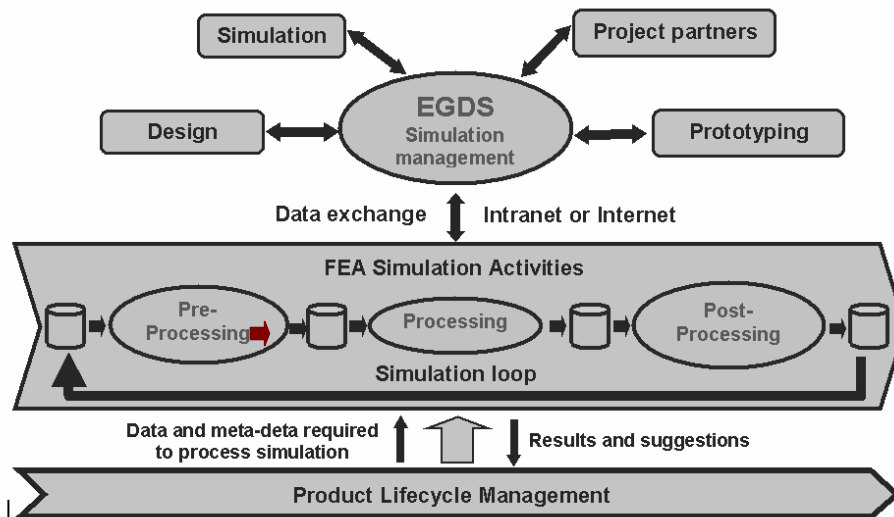 Simulation
Project partners
EGDS
Simulation
management
Design
Prototyping
Data exchange
Intranet or Internet
FEA Simulation Activities
Pre-
Processing
Processing
Post-
Processing
Simulation loop
Data and meta-deta required
to process simulation
Results and suggestions
Product Lifecycle Management